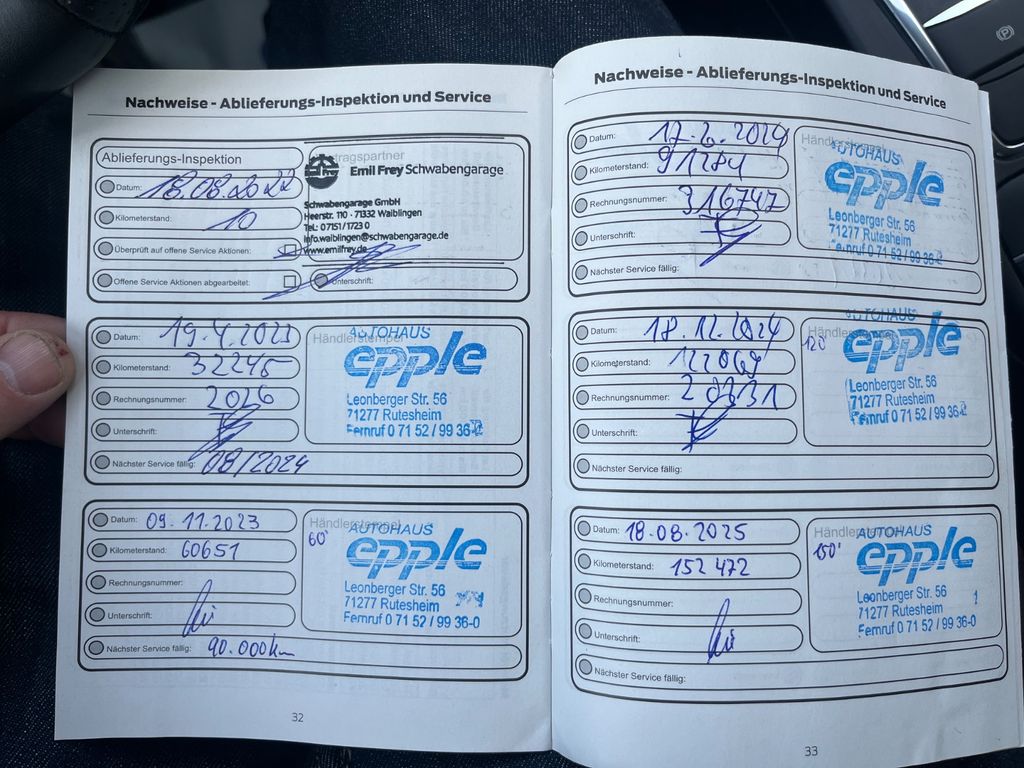 Nachweise - Ablieferungs-Inspektion und Service
Ablieferungs-Inspektion
Datum: 18.08.2022
Kilometerstand: 10
Überprüft auf offene Service Aktionen:
Offene Service Aktionen abgearbeitet:
Unterschrift:
Emil Frey Schwabengarage
Schwabengarage GmbH
Heerstr. 110 · 71332 Waiblingen
Tel.: 07151/1723 0
info.waiblingen@schwabengarage.de
www.emilfrey.de
Datum: 19.4.2023
Kilometerstand: 32245
Rechnungsnummer: 2026
Unterschrift:
Nächster Service fällig: 08/2024
Händlerstempel
AUTOHAUS
epple
Leonberger Str. 56
71277 Rutesheim
Fernruf 0 71 52 / 99 36-
Datum: 09.11.2023
Kilometerstand: 60651
Rechnungsnummer:
Unterschrift:
Nächster Service fällig: 90.000km
Händlerstempel
60'
AUTOHAUS
epple
Leonberger Str. 56
71277 Rutesheim
Fernruf 0 71 52 / 99 36-0
32
Nachweise - Ablieferungs-Inspektion und Service
Datum: 17.6.2024
Kilometerstand: 91284
Rechnungsnummer: 316747
Unterschrift:
Nächster Service fällig:
Händlerstempel
AUTOHAUS
epple
Leonberger Str. 56
71277 Rutesheim
Fernruf 0 71 52 / 99 36-
Datum: 18.12.2024
Kilometerstand: 122069
Rechnungsnummer:
Unterschrift:
Nächster Service fällig:
Händlerstempel
120'
AUTOHAUS
epple
Leonberger Str. 56
71277 Rutesheim
Fernruf 0 71 52 / 99 36-
Datum: 18.08.2025
Kilometerstand: 152 472
Rechnungsnummer:
Unterschrift:
Nächster Service fällig:
Händlerstempel
150'
AUTOHAUS
epple
Leonberger Str. 56
71277 Rutesheim
Fernruf 0 71 52 / 99 36-0
33